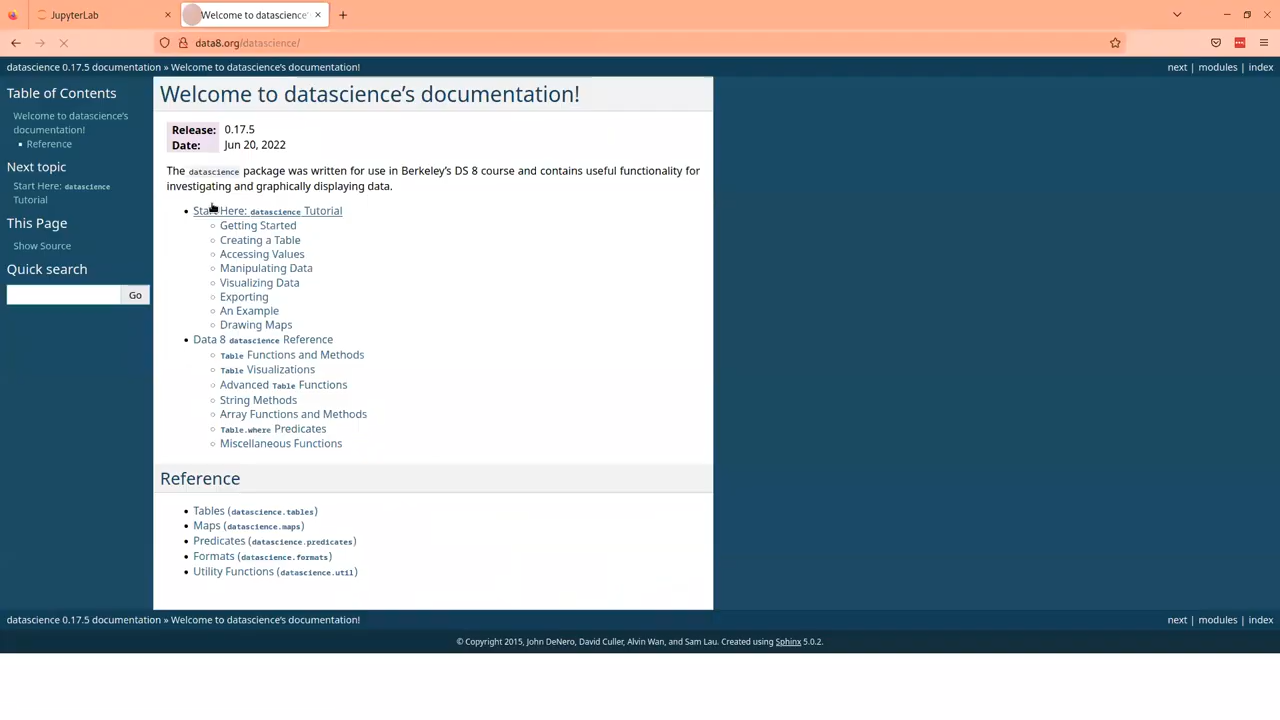 JupyterLab
Welcome to datascience'
data8.org/datascience/
datascience 0.17.5 documentation » Welcome to datascience's documentation!
next | modules | index
Table of Contents
Welcome to datascience's
documentation!
Reference
Next topic
Start Here: datascience
Tutorial
This Page
Show Source
Quick search
Go
Welcome to datascience's documentation!
Release: 0.17.5
Date: Jun 20, 2022
The datascience package was written for use in Berkeley's DS 8 course and contains useful functionality for
investigating and graphically displaying data.
Start Here: datascience Tutorial
Getting Started
Creating a Table
Accessing Values
Manipulating Data
Visualizing Data
Exporting
An Example
Drawing Maps
Data 8 datascience Reference
Table Functions and Methods
Table Visualizations
Advanced Table Functions
String Methods
Array Functions and Methods
Table.where Predicates
Miscellaneous Functions
Reference
Tables (datascience.tables)
Maps (datascience.maps)
Predicates (datascience.predicates)
Formats (datascience.formats)
Utility Functions (datascience.util)
datascience 0.17.5 documentation » Welcome to datascience's documentation!
next | modules | index
© Copyright 2015, John DeNero, David Culler, Alvin Wan, and Sam Lau. Created using Sphinx 5.0.2.